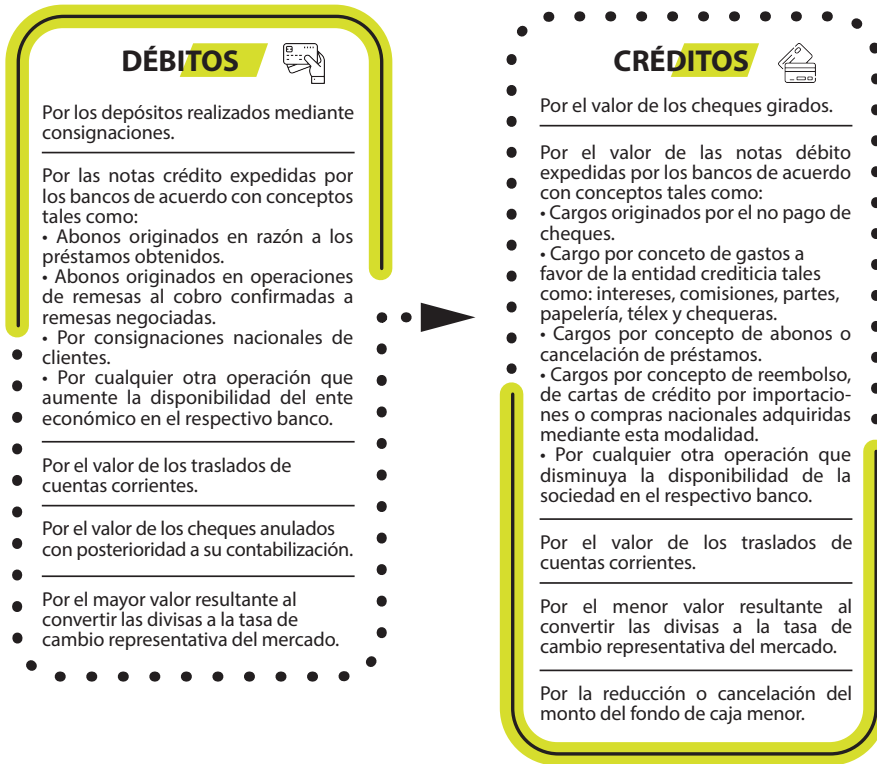 DÉBITOS
Por los depósitos realizados mediante
consignaciones.
Por las notas crédito expedidas por
los bancos de acuerdo con conceptos
tales como:
• Abonos originados en razón a los
préstamos obtenidos.
• Abonos originados en operaciones
de remesas al cobro confirmadas a
remesas negociadas.
• Por consignaciones nacionales de
clientes.
• Por cualquier otra operación que
aumente la disponibilidad del ente
económico en el respectivo banco.
Por el valor de los traslados de
cuentas corrientes.
Por el valor de los cheques anulados
con posterioridad a su contabilización.
Por el mayor valor resultante al
convertir las divisas a la tasa de
cambio representativa del mercado.
CRÉDITOS
Por el valor de los cheques girados.
Por el valor de las notas débito
expedidas por los bancos de acuerdo
con conceptos tales como:
• Cargos originados por el no pago de
cheques.
• Cargo por conceto de gastos a
favor de la entidad crediticia tales
como: intereses, comisiones, partes,
papelería, télex y chequeras.
• Cargos por concepto de abonos o
cancelación de préstamos.
• Cargos por concepto de reembolso,
de cartas de crédito por importacio-
nes o compras nacionales adquiridas
mediante esta modalidad.
• Por cualquier otra operación que
disminuya la disponibilidad de la
sociedad en el respectivo banco.
Por el valor de los traslados de
cuentas corrientes.
Por el menor valor resultante al
convertir las divisas a la tasa de
cambio representativa del mercado.
Por la reducción o cancelación del
monto del fondo de caja menor.